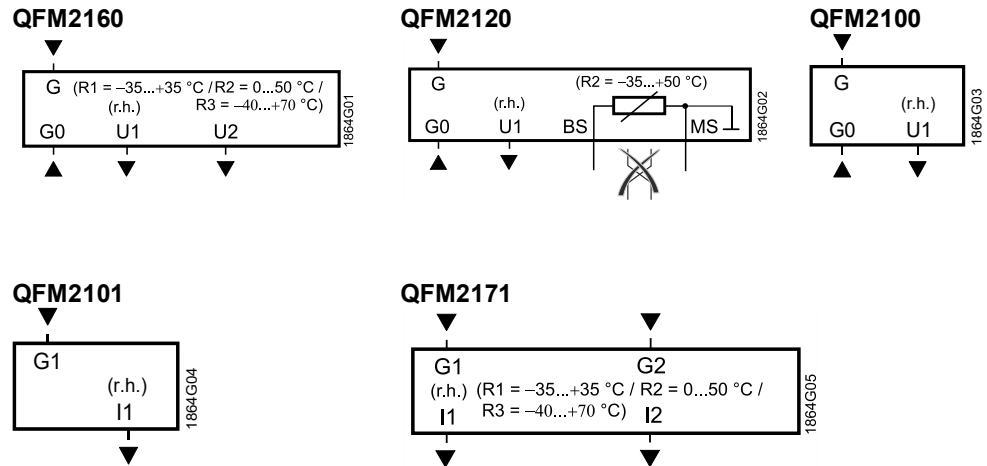 QFM2160
G (R1 = –35...+35 °C / R2 = 0...50 °C /
(r.h.) R3 = –40...+70 °C)
G0 U1 U2
1864G01
QFM2120
G (R2 = –35...+50 °C)
(r.h.)
G0 U1 BS MS
1864G02
QFM2100
G
(r.h.)
G0 U1
1864G03
QFM2101
G1
(r.h.)
I1
1864G04
QFM2171
G1 G2
(r.h.) (R1 = –35...+35 °C / R2 = 0...50 °C /
R3 = –40...+70 °C)
I1 I2
1864G05